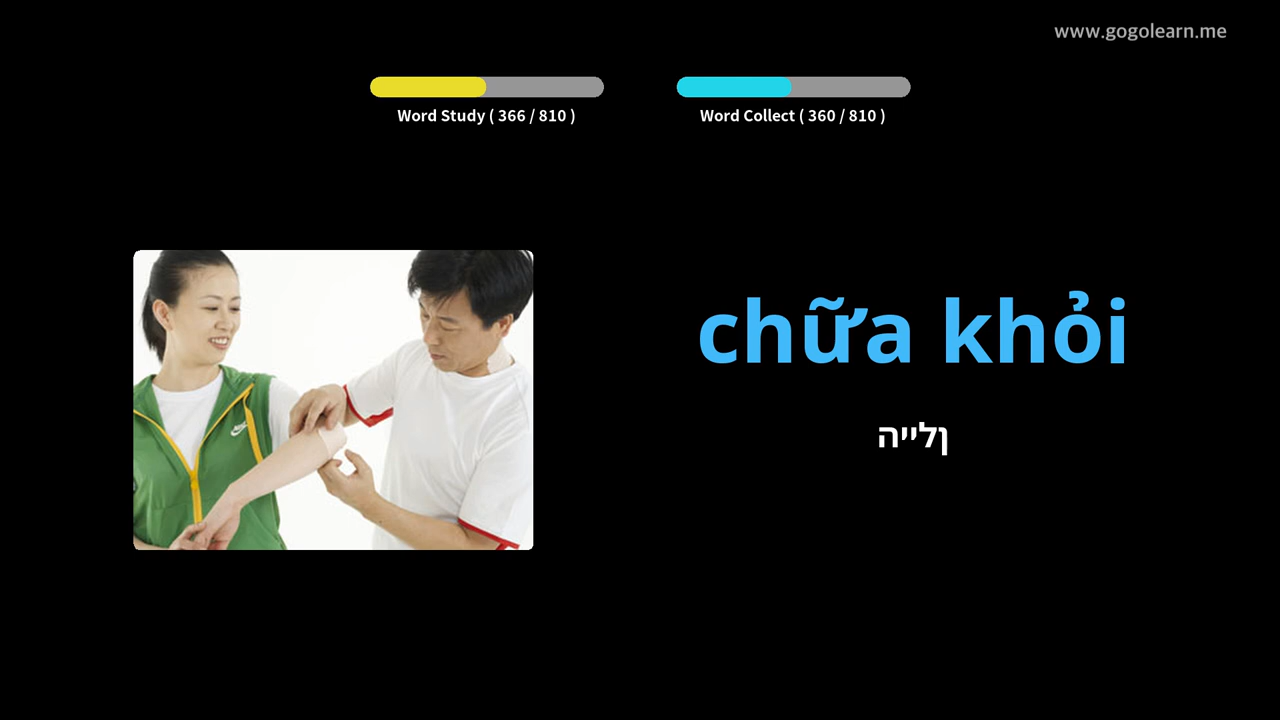 www.gogolearn.me
Word Study ( 366 / 810 )
Word Collect ( 360 / 810 )
chữa khỏi
ןלייה